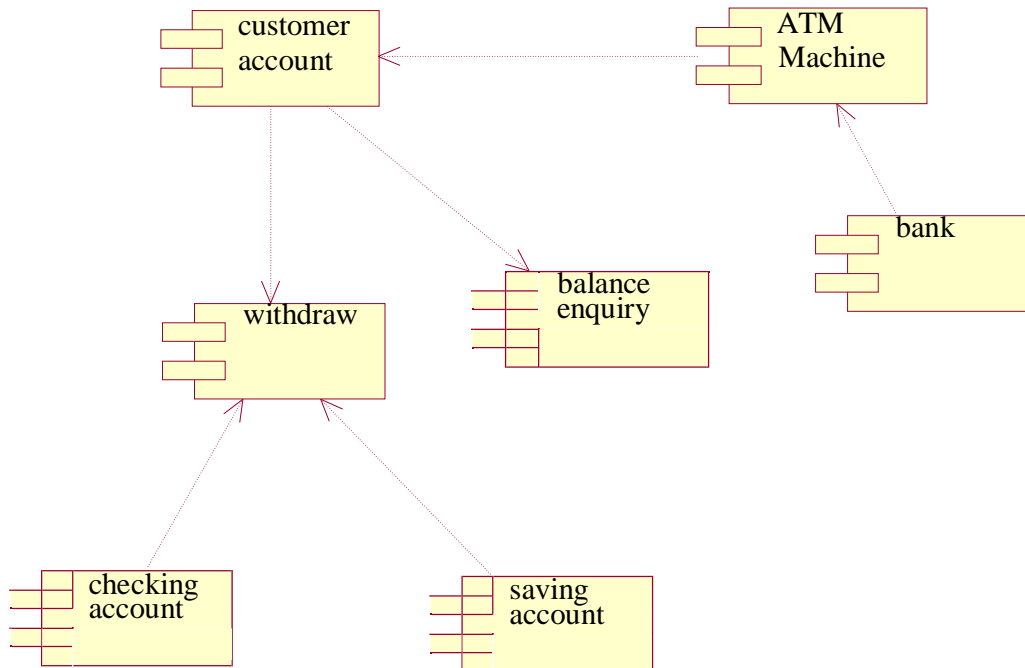 customer
account
ATM
Machine
bank
balance
enquiry
withdraw
checking
account
saving
account